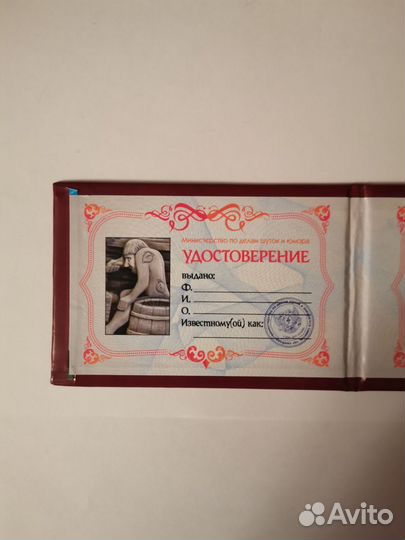 Министерство по делам шуток и юмора
УДОСТОВЕРЕНИЕ
выдано:
Ф.
И.
О.
Известному(ой) как:
Avito